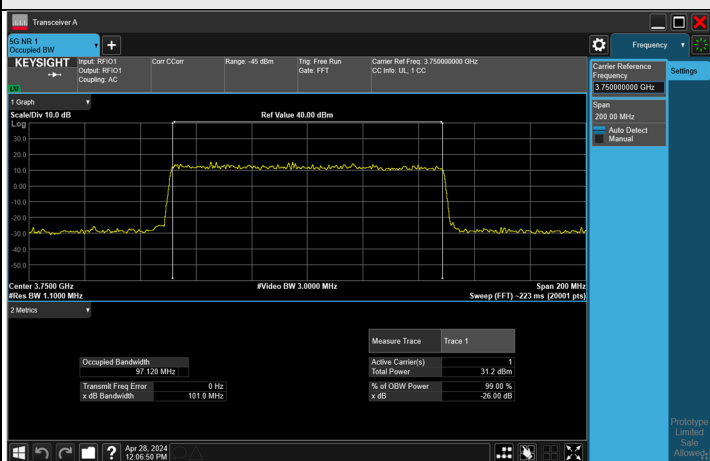 Transceiver A
5G NR 1
Occupied BW
+
Frequency
KEYSIGHT
Input: RFIO1
Output: RFIO1
Coupling: AC
Corr CCorr
Range: -45 dBm
Trig: Free Run
Gate: FFT
Carrier Ref Freq: 3.750000000 GHz
CC Info: UL, 1 CC
LXI
Carrier Reference
Frequency
3.750000000 GHz
Settings
Span
200.00 MHz
Auto Detect
Manual
1 Graph
Scale/Div 10.0 dB
Ref Value 40.00 dBm
Log
30.0
20.0
10.0
0.00
-10.0
-20.0
-30.0
-40.0
-50.0
Center 3.7500 GHz
#Video BW 3.0000 MHz
Span 200 MHz
#Res BW 1.1000 MHz
Sweep (FFT) ~223 ms (20001 pts)
2 Metrics
Measure Trace
Trace 1
Occupied Bandwidth
97.120 MHz
Active Carrier(s)
1
Total Power
31.2 dBm
Transmit Freq Error
0 Hz
x dB Bandwidth
101.0 MHz
% of OBW Power
99.00 %
x dB
-26.00 dB
Prototype
Limited
Sale
Allowed
?
Apr 28, 2024
12:06:50 PM